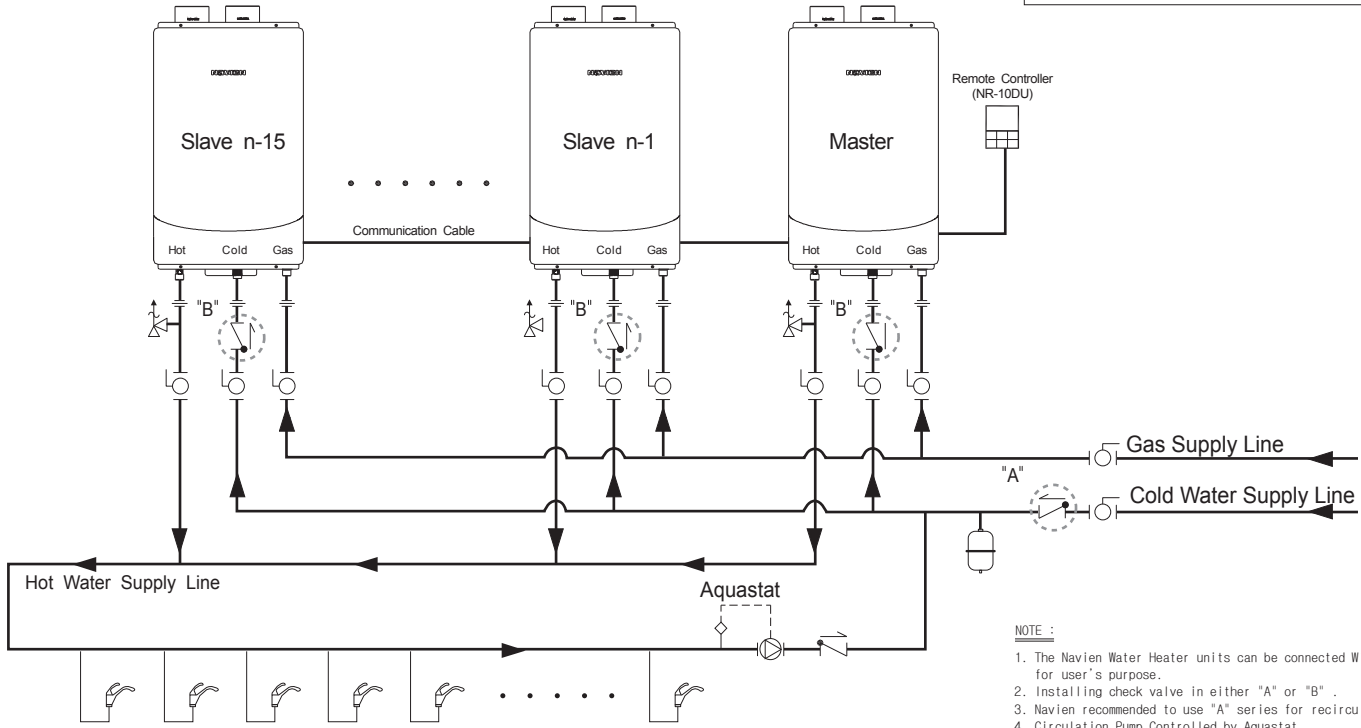 Remote Controller
(NR-10DU)
Slave n-15
Slave n-1
Master
Communication Cable
Hot Cold Gas
Hot Cold Gas
Hot Cold Gas
"B"
"B"
"B"
Gas Supply Line
"A"
Cold Water Supply Line
Hot Water Supply Line
Aquastat
NOTE :
1. The Navien Water Heater units can be connected W
for user's purpose.
2. Installing check valve in either "A" or "B" .
3. Navien recommended to use "A" series for recircu
4. Circulation Pump Controlled by Aquastat